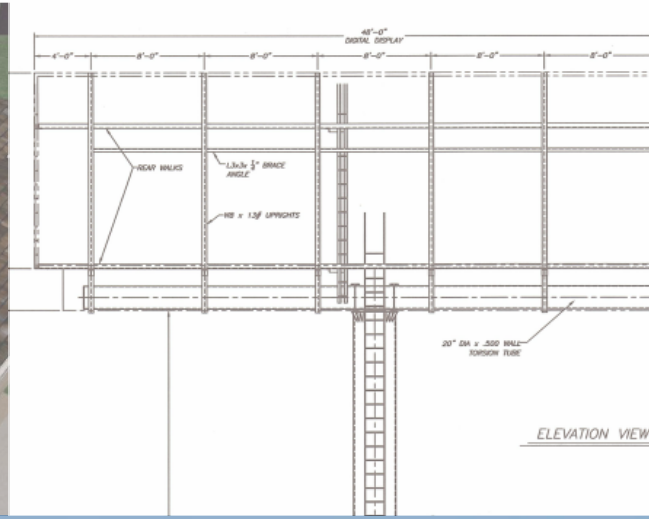 48'-0"
DIGITAL DISPLAY
4'-0" 8'-0" 8'-0" 8'-0" 8'-0" 8'-0"
REAR WALKS
L3x3x ¼" BRACE
ANGLE
W8 x 13# UPRIGHTS
20" DIA x .500 WALL
TORSION TUBE
ELEVATION VIEW